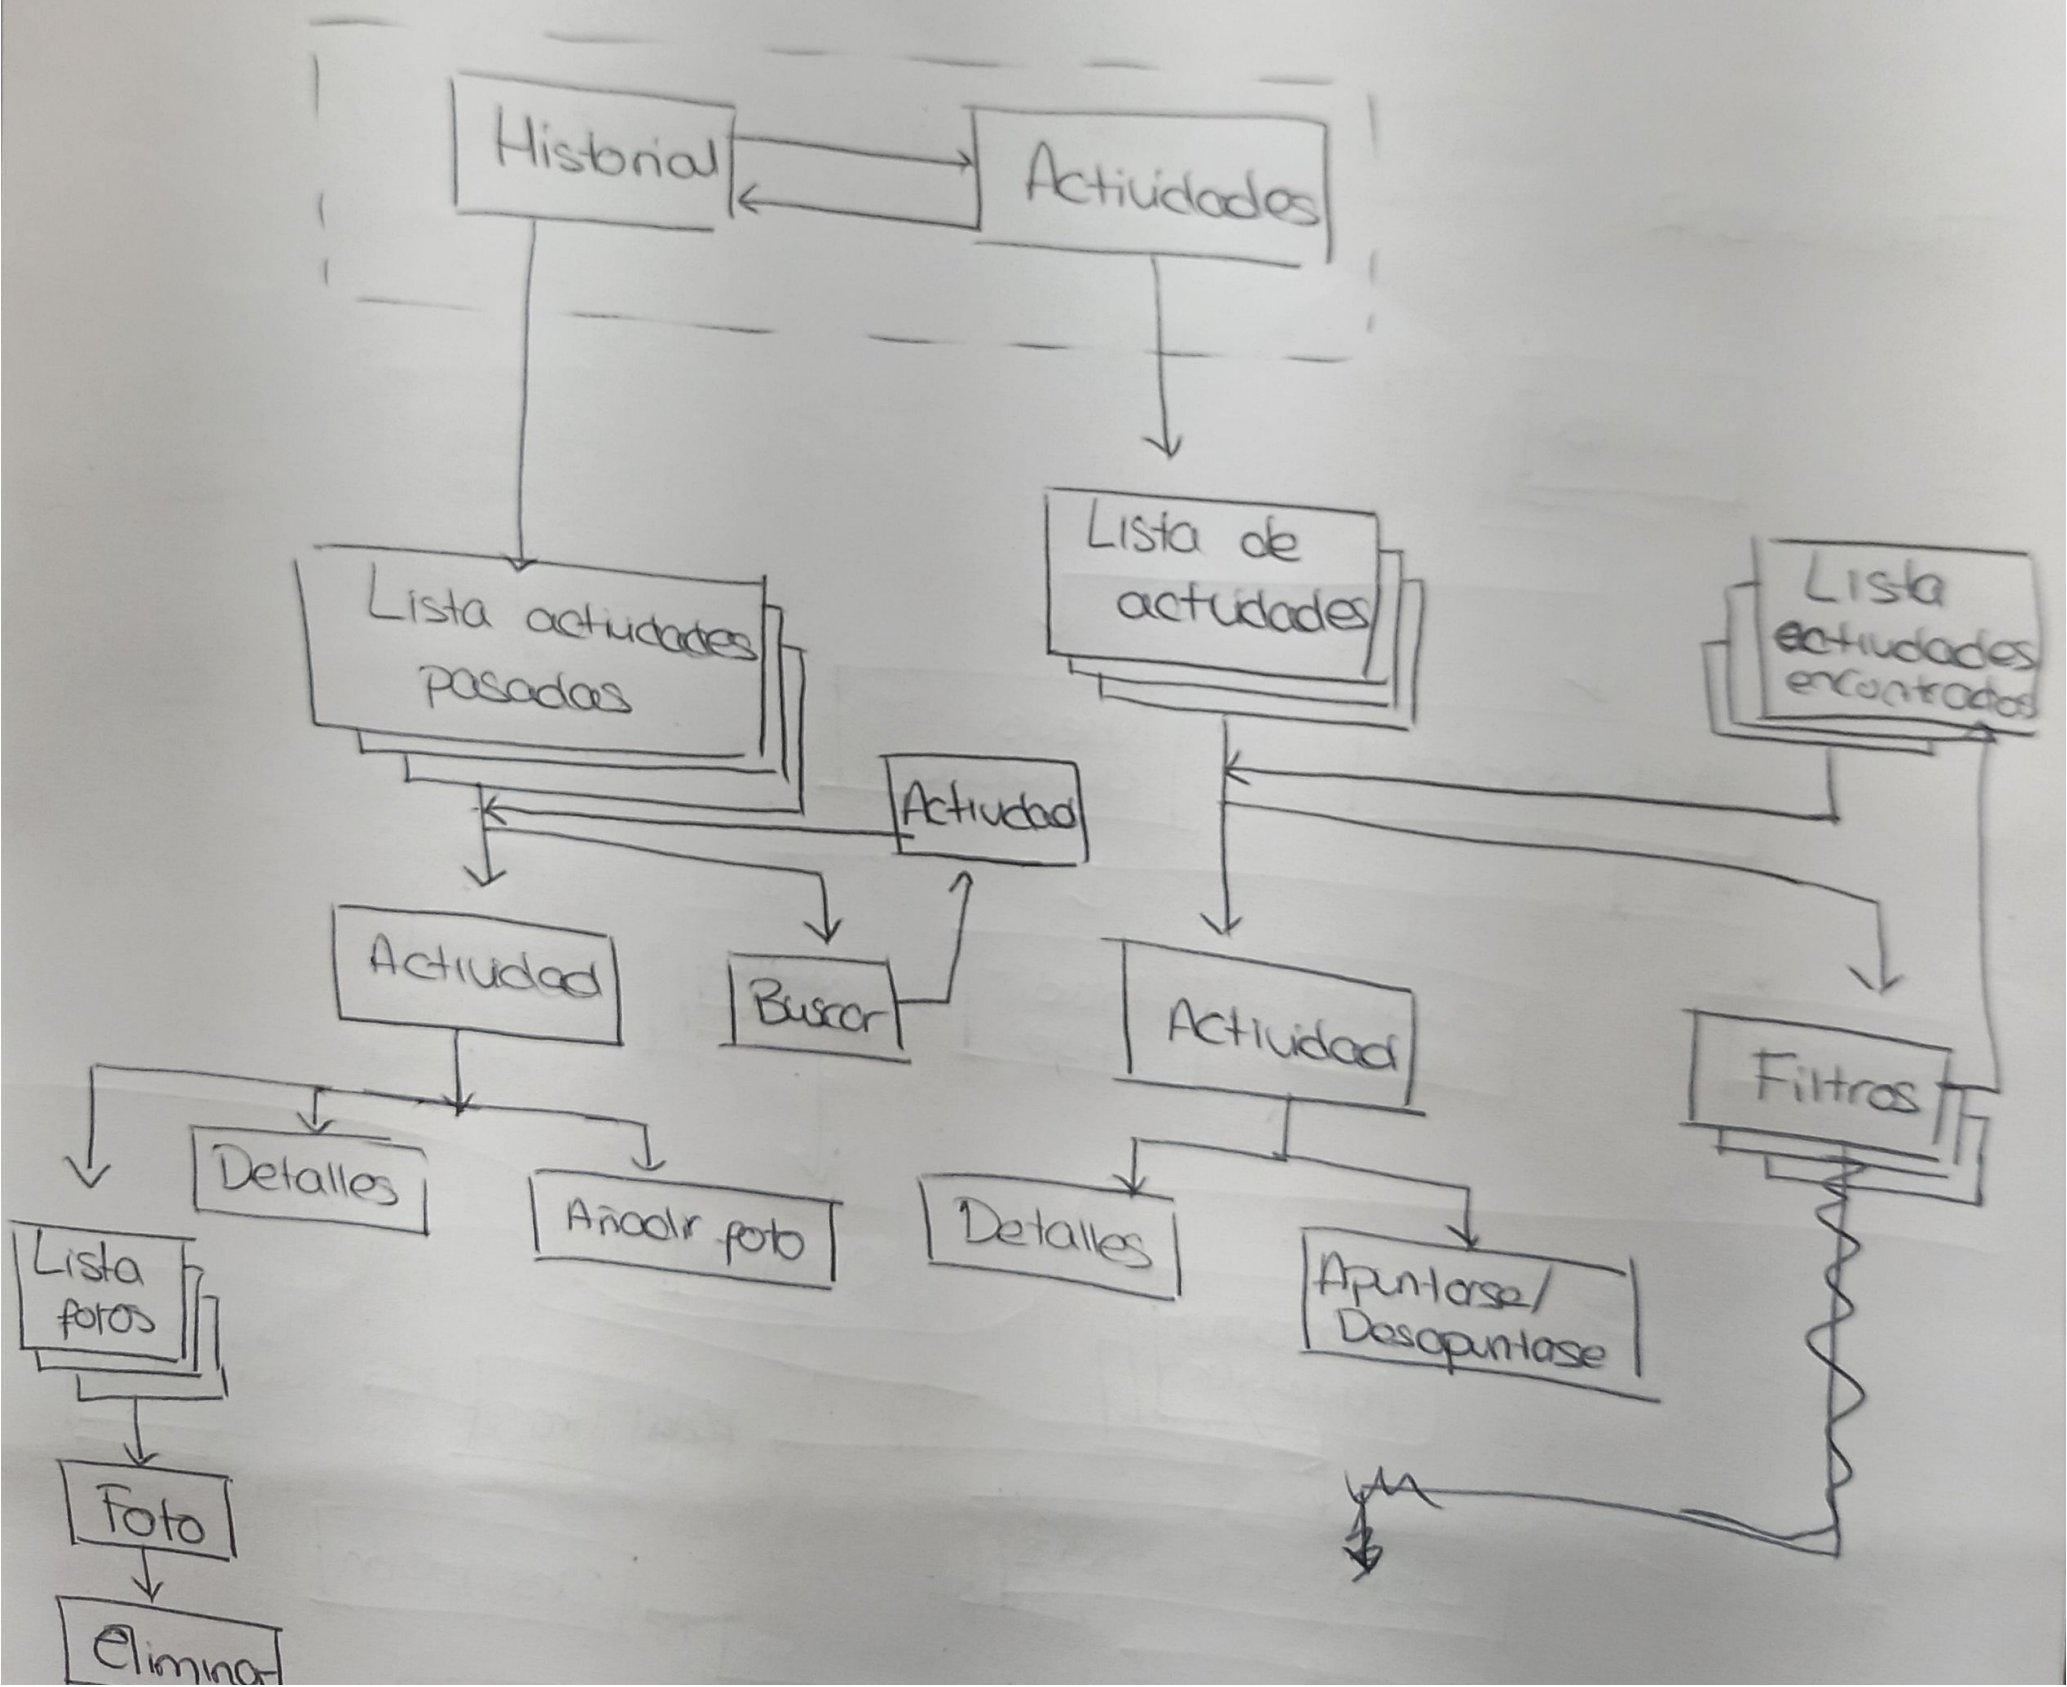 Historial
Actividades
Lista de
actividades
Lista
actividades
encontradas
Lista actividades
pasadas
Actividad
Actividad
Buscar
Actividad
Filtros
Detalles
Añadir foto
Detalles
Apuntarse/
Desapuntase
Lista
fotos
Foto
Eliminar